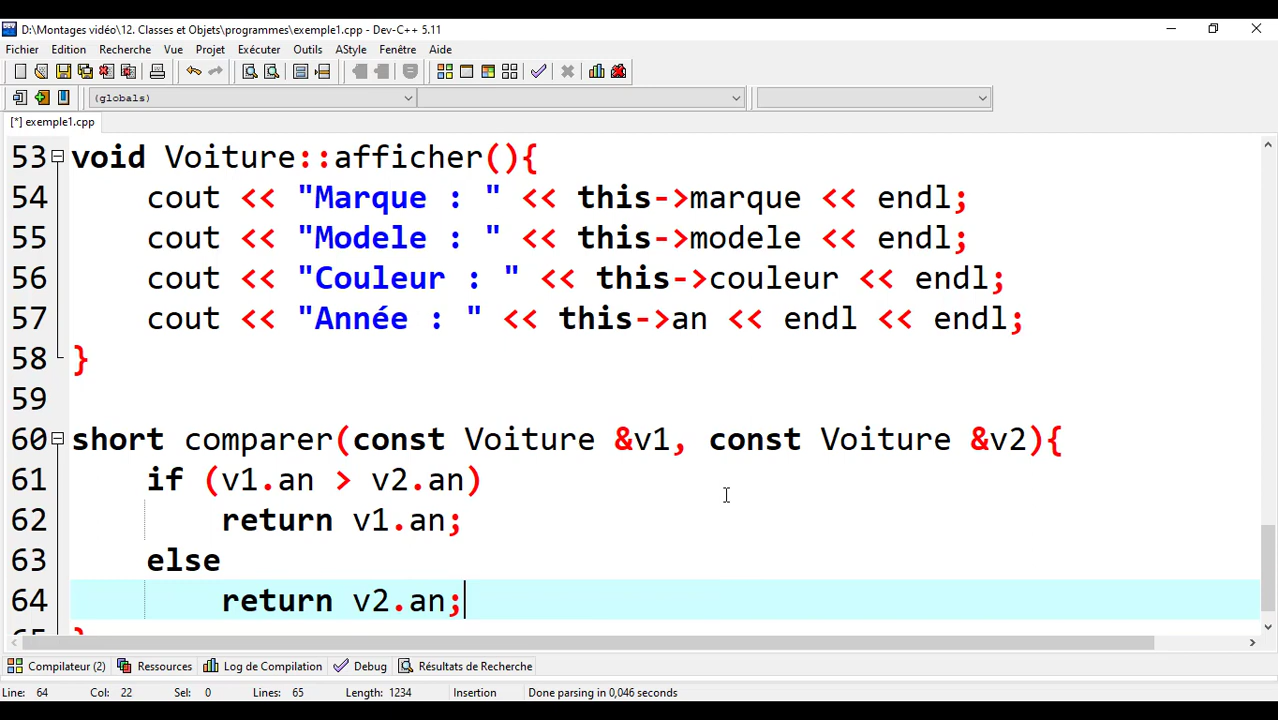 D:\Montages vidéo\12. Classes et Objets\programmes\exemple1.cpp - Dev-C++ 5.11
Fichier Edition Recherche Vue Projet Exécuter Outils AStyle Fenêtre Aide
(globals)
[*] exemple1.cpp
53 void Voiture::afficher(){
54 cout << "Marque : " << this->marque << endl;
55 cout << "Modele : " << this->modele << endl;
56 cout << "Couleur : " << this->couleur << endl;
57 cout << "Année : " << this->an << endl << endl;
58 }
59
60 short comparer(const Voiture &v1, const Voiture &v2){
61 if (v1.an > v2.an)
62 return v1.an;
63 else
64 return v2.an;
65 }
Compilateur (2) Ressources Log de Compilation Debug Résultats de Recherche
Line: 64 Col: 22 Sel: 0 Lines: 65 Length: 1234 Insertion Done parsing in 0,046 seconds